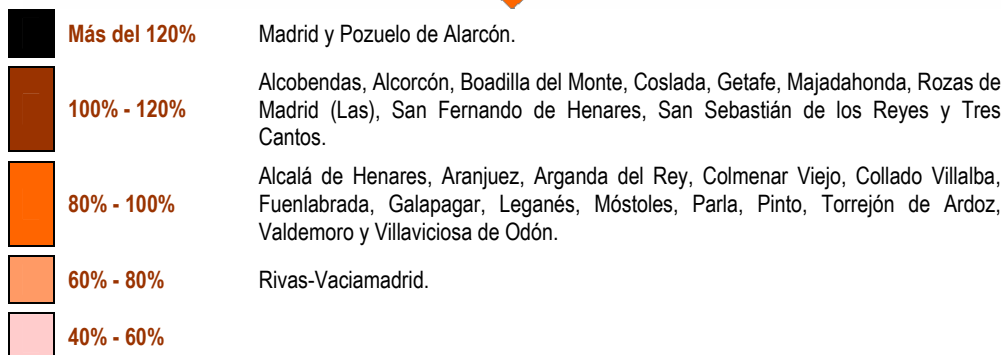 Más del 120% Madrid y Pozuelo de Alarcón.
Alcobendas, Alcorcón, Boadilla del Monte, Coslada, Getafe, Majadahonda, Rozas de
100% - 120% Madrid (Las), San Fernando de Henares, San Sebastián de los Reyes y Tres
Cantos.
Alcalá de Henares, Aranjuez, Arganda del Rey, Colmenar Viejo, Collado Villalba,
80% - 100% Fuenlabrada, Galapagar, Leganés, Móstoles, Parla, Pinto, Torrejón de Ardoz,
Valdemoro y Villaviciosa de Odón.
60% - 80% Rivas-Vaciamadrid.
40% - 60%